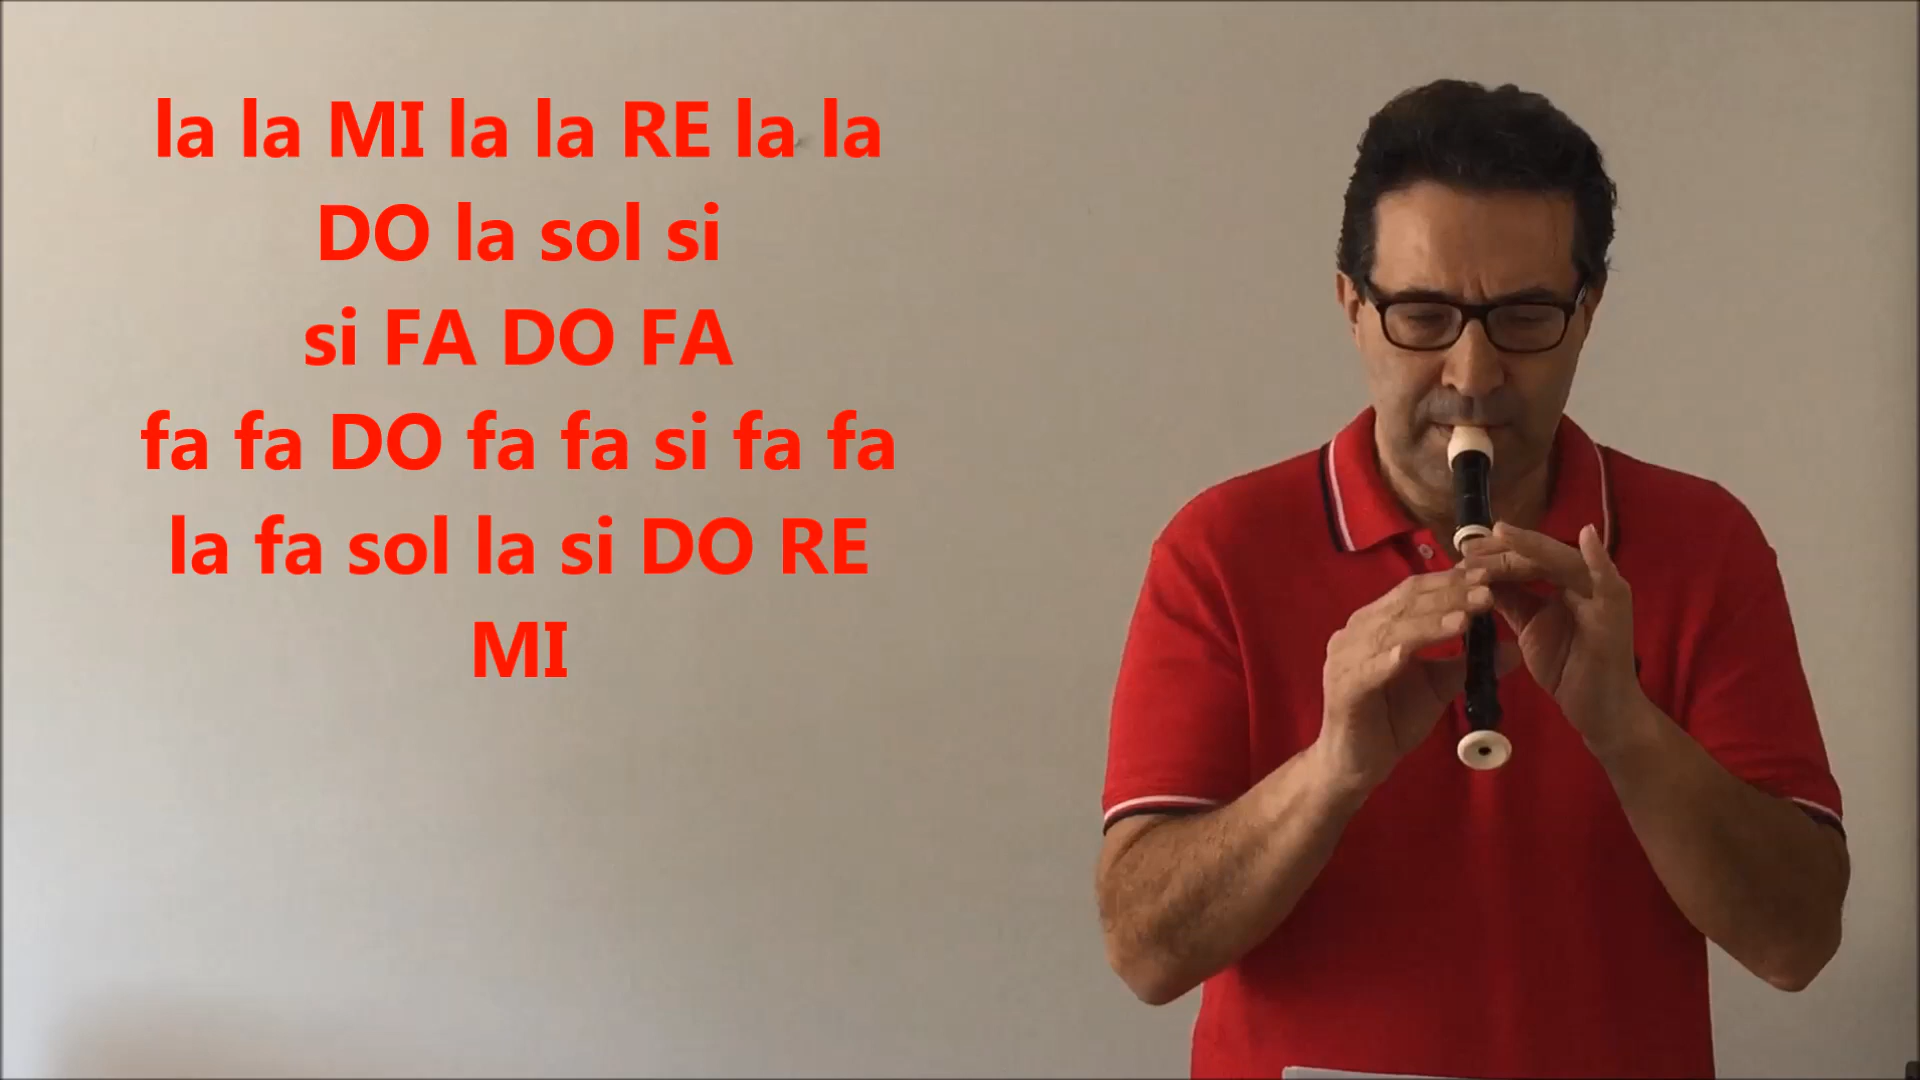 la la MI la la RE la la
DO la sol si
si FA DO FA
fa fa DO fa fa si fa fa
la fa sol la si DO RE
MI